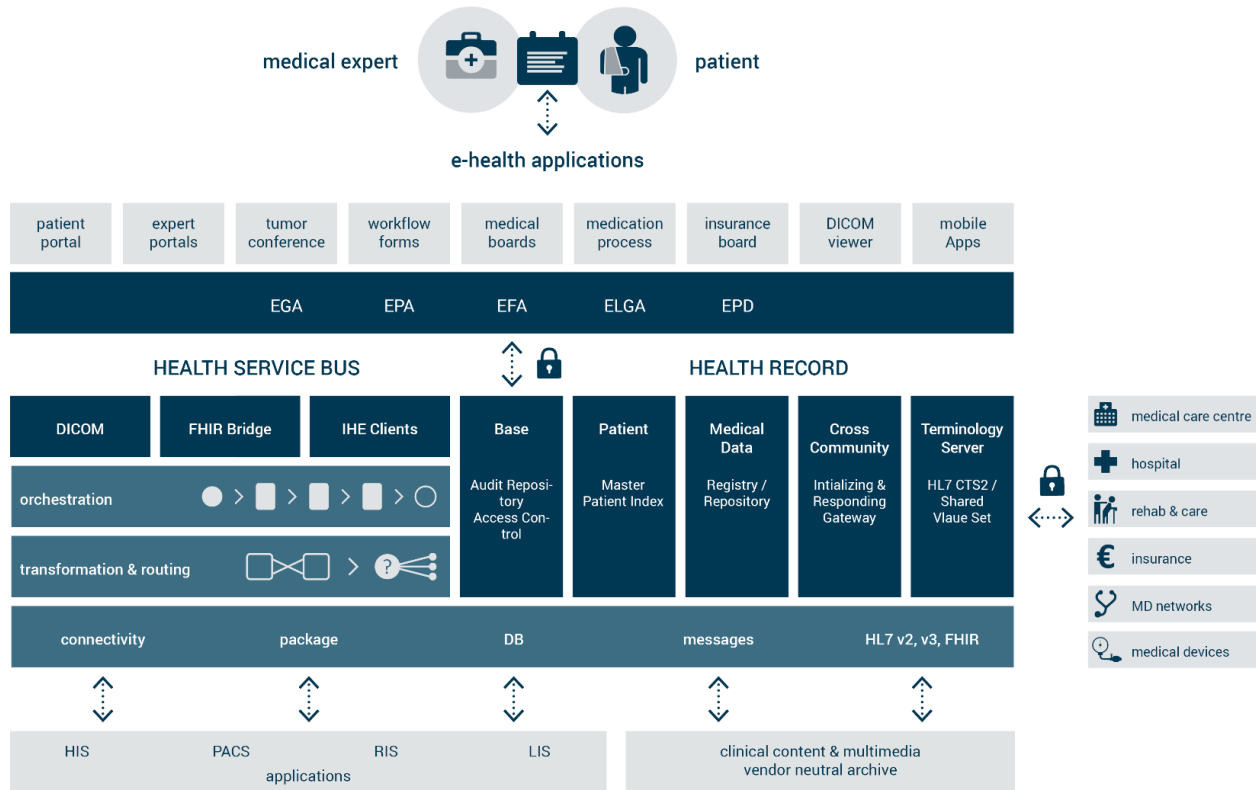 medical expert
patient
e-health applications
patient
portal
expert
portals
tumor
conference
workflow
forms
medical
boards
medication
process
insurance
board
DICOM
viewer
mobile
Apps
EGA
EPA
EFA
ELGA
EPD
HEALTH SERVICE BUS
HEALTH RECORD
DICOM
FHIR Bridge
IHE Clients
orchestration
transformation & routing
?
Base
Audit Reposi-
tory
Access Con-
trol
Patient
Master
Patient Index
Medical
Data
Registry /
Repository
Cross
Community
Intializing &
Responding
Gateway
Terminology
Server
HL7 CTS2 /
Shared
Vlaue Set
medical care centre
hospital
rehab & care
€
insurance
MD networks
medical devices
connectivity
package
DB
messages
HL7 v2, v3, FHIR
HIS
PACS
RIS
LIS
applications
clinical content & multimedia
vendor neutral archive